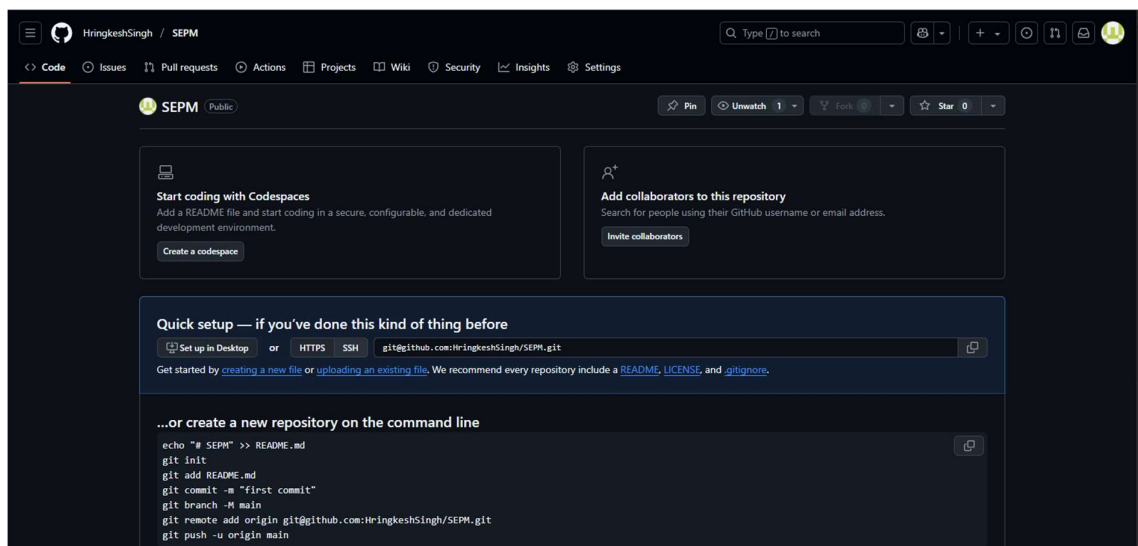 HringkeshSingh / SEPM
Type / to search
Code Issues Pull requests Actions Projects Wiki Security Insights Settings
SEPM Public
Pin Unwatch 1 Fork 0 Star 0
Start coding with Codespaces
Add a README file and start coding in a secure, configurable, and dedicated
development environment.
Create a codespace
Add collaborators to this repository
Search for people using their GitHub username or email address.
Invite collaborators
Quick setup — if you've done this kind of thing before
Set up in Desktop or HTTPS SSH git@github.com:HringkeshSingh/SEPM.git
Get started by creating a new file or uploading an existing file. We recommend every repository include a README, LICENSE, and .gitignore.
...or create a new repository on the command line
echo "# SEPM" >> README.md
git init
git add README.md
git commit -m "first commit"
git branch -M main
git remote add origin git@github.com:HringkeshSingh/SEPM.git
git push -u origin main